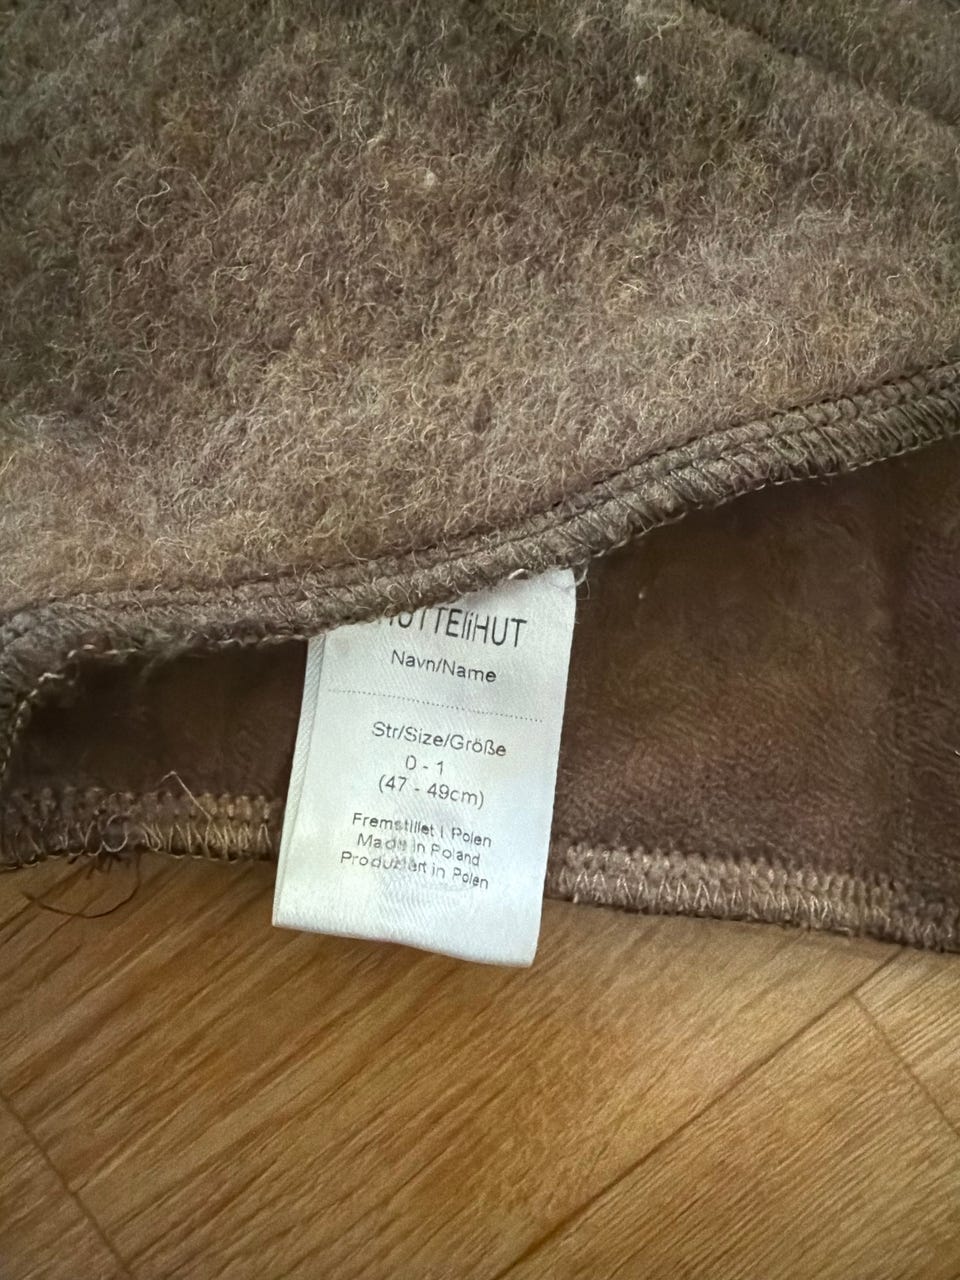 HUTTEliHUT
Navn/Name
Str/Size/Größe
0 - 1
(47 - 49cm)
Fremstillet i Polen
Made in Poland
Produziert in Polen